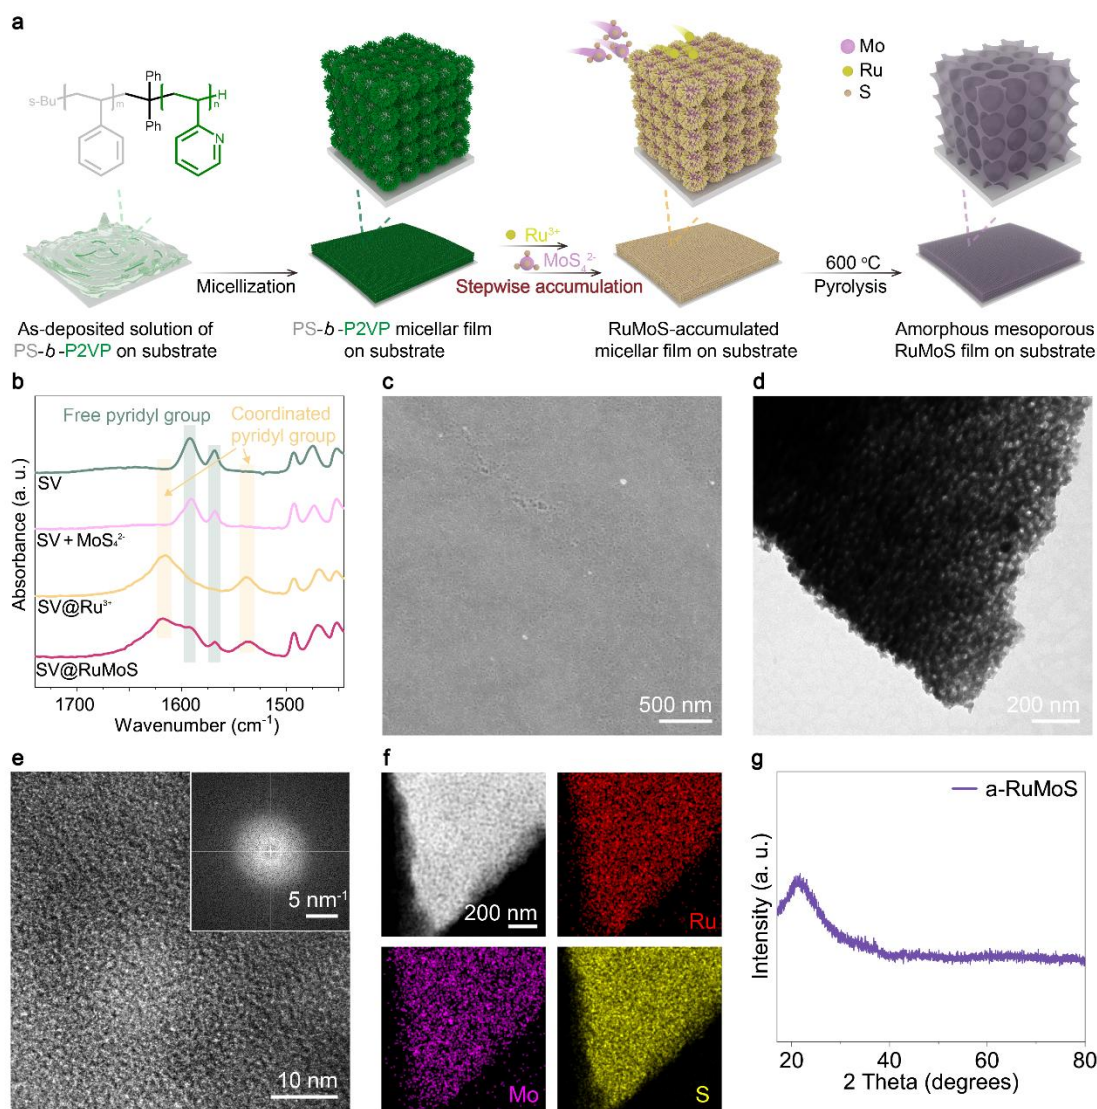 a
s-Bu
m
Ph
Ph
n
H
N
Mo
Ru
S
Micellization
Ru³⁺
MoS₄²⁻
Stepwise accumulation
600 °C
Pyrolysis
As-deposited solution of
PS-b-P2VP on substrate
PS-b-P2VP micellar film
on substrate
RuMoS-accumulated
micellar film on substrate
Amorphous mesoporous
RuMoS film on substrate
b
Free pyridyl group
Coordinated
pyridyl group
SV
SV + MoS₄²⁻
SV@Ru³⁺
SV@RuMoS
Absorbance (a. u.)
1700
1600
1500
Wavenumber (cm⁻¹)
c
500 nm
d
200 nm
e
5 nm⁻¹
10 nm
f
200 nm
Ru
Mo
S
g
a-RuMoS
Intensity (a. u.)
20
40
60
80
2 Theta (degrees)